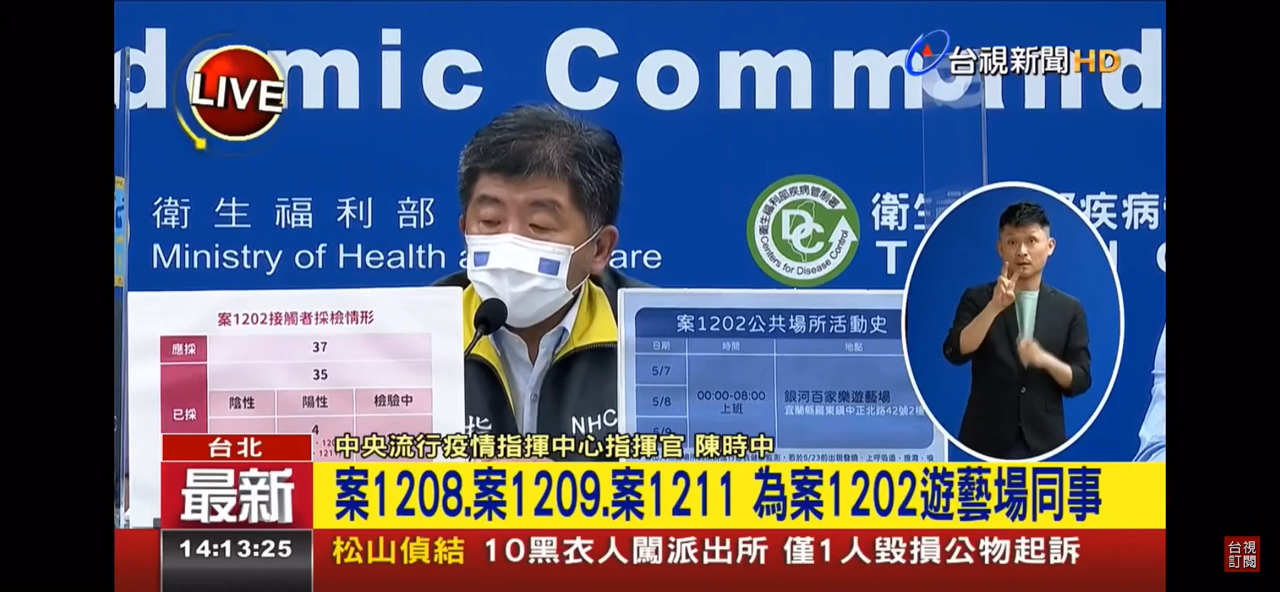 demic Command
LIVE
台視新聞HD
衛生福利部
Ministry of Health a
are
衛生福利部疾病管制署
CDC
Centers for Disease Control
衛生
疾病
T
案1202接觸者採檢情形
應採 37
已採 35
陰性 陽性 檢驗中
4
案1202公共場所活動史
日期 時間 地點
5/7
5/8 00:00-08:00 上班 銀河百家樂遊藝場
宜蘭縣羅東鎮中正北路42號2樓
5/9
NHC
台北 中央流行疫情指揮中心指揮官 陳時中
最新 案1208.案1209.案1211 為案1202遊藝場同事
14:13:25 松山偵結 10黑衣人闖派出所 僅1人毀損公物起訴
台視
訂閱